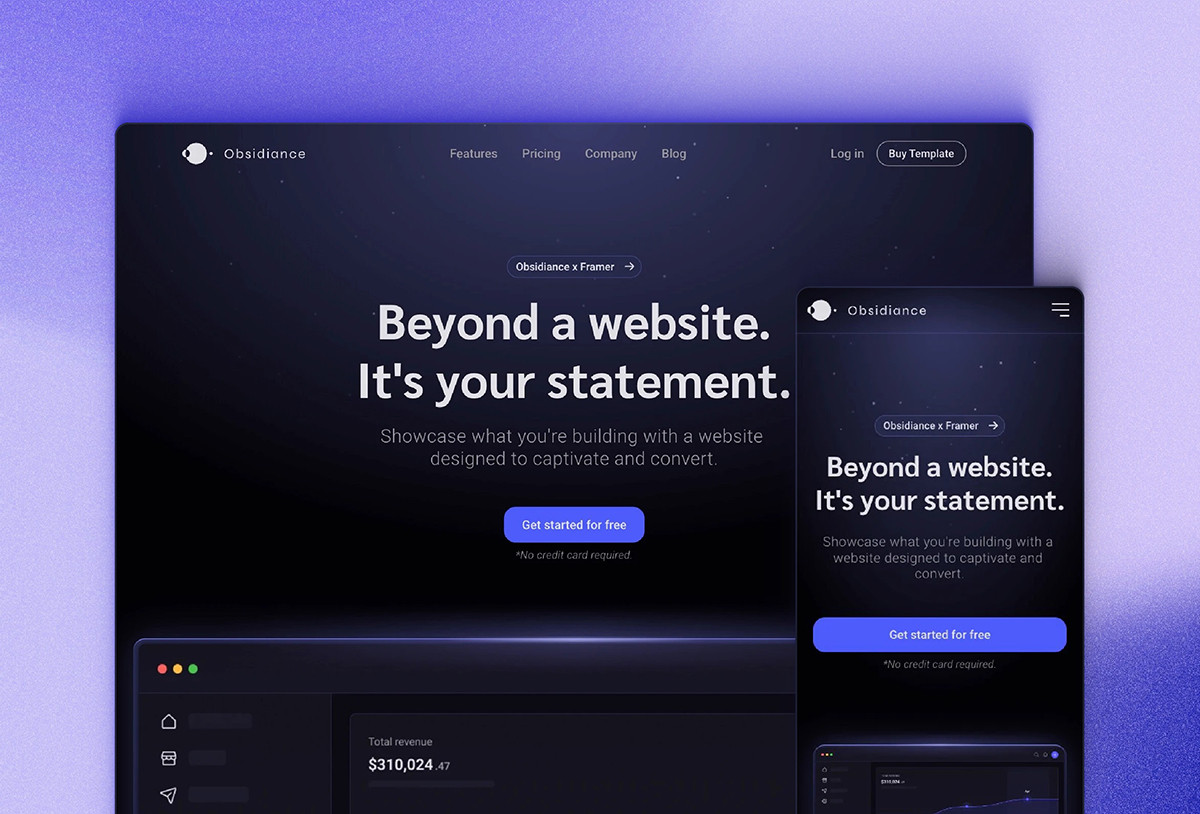 Obsidiance
Features Pricing Company Blog
Log in Buy Template
Obsidiance x Framer
Beyond a website.
It's your statement.
Showcase what you're building with a website
designed to captivate and convert.
Get started for free
*No credit card required.
Total revenue
$310,024.47
Obsidiance
Obsidiance x Framer
Beyond a website.
It's your statement.
Showcase what you're building with a
website designed to captivate and
convert.
Get started for free
*No credit card required.
Total revenue